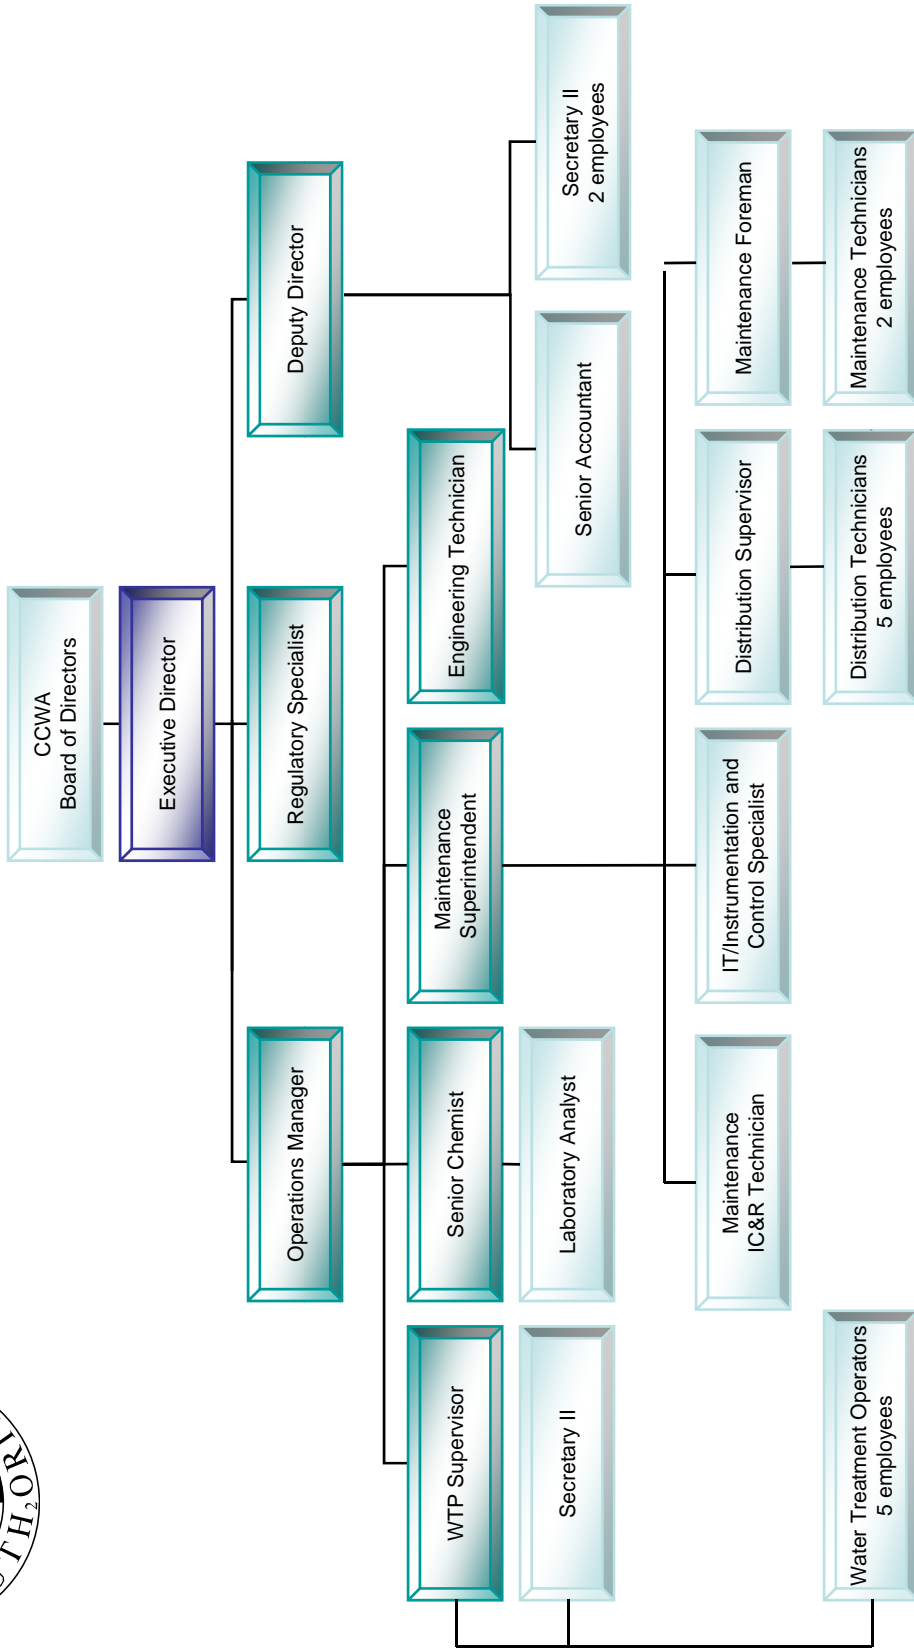 CCWA
Board of Directors
Executive Director
Operations Manager
Regulatory Specialist
Deputy Director
WTP Supervisor
Senior Chemist
Maintenance
Superintendent
Engineering Technician
Secretary II
Laboratory Analyst
Senior Accountant
Secretary II
2 employees
Maintenance
IC&R Technician
IT/Instrumentation and
Control Specialist
Distribution Supervisor
Maintenance Foreman
Water Treatment Operators
5 employees
Distribution Technicians
5 employees
Maintenance Technicians
2 employees